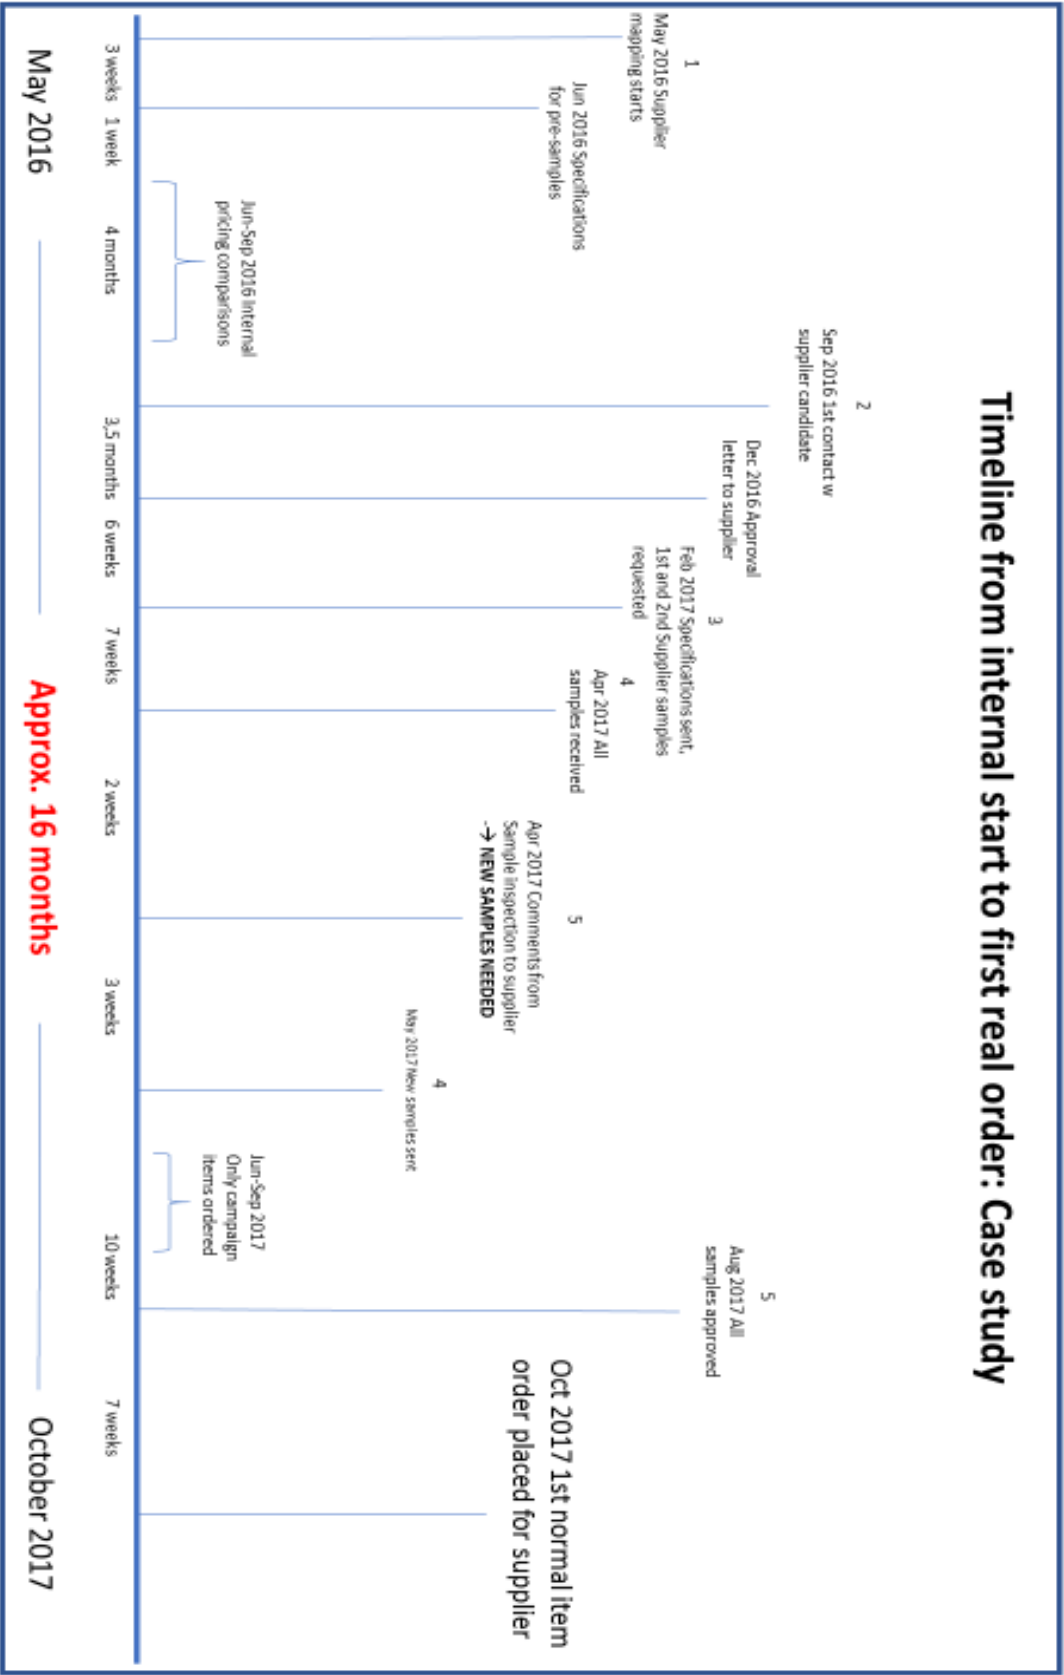 Timeline from internal start to first real order: Case study
1
May 2016 Supplier
mapping starts
Jun 2016 Specifications
for pre-samples
Jun-Sep 2016 Internal
pricing comparisons
2
Sep 2016 1st contact w
supplier candidate
Dec 2016 Approval
letter to supplier
3
Feb 2017 Specifications sent,
1st and 2nd Supplier samples
requested
4
Apr 2017 All
samples received
5
Apr 2017 Comments from
Sample inspection to supplier
-→ NEW SAMPLES NEEDED
4
May 2017 New samples sent
Jun-Sep 2017
Only campaign
items ordered
5
Aug 2017 All
samples approved
Oct 2017 1st normal item
order placed for supplier
3 weeks 1 week 4 months 3,5 months 6 weeks 7 weeks 2 weeks 3 weeks 10 weeks 7 weeks
May 2016 Approx. 16 months October 2017